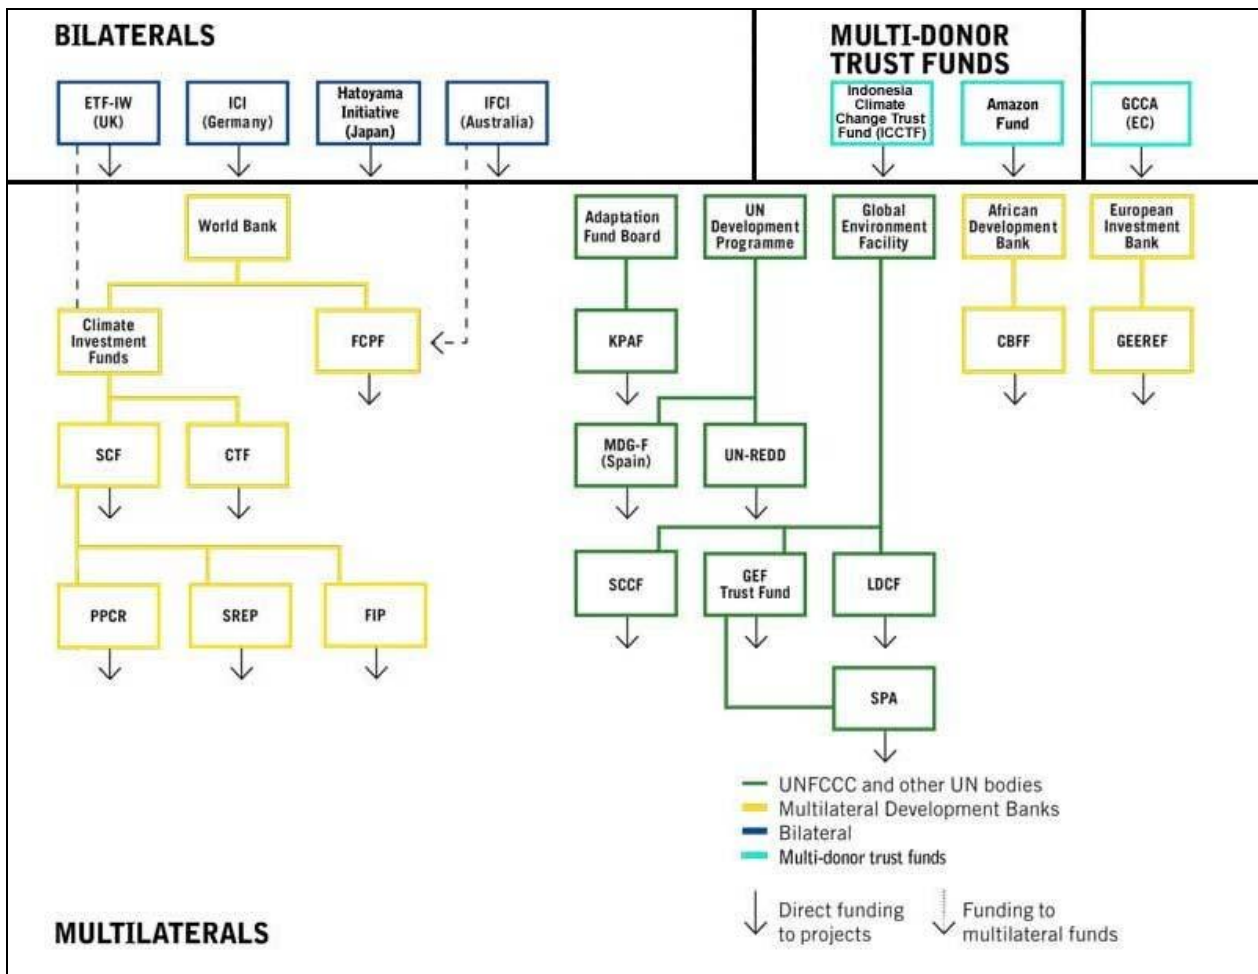 BILATERALS
MULTI-DONOR
TRUST FUNDS
ETF-IW
(UK)
ICI
(Germany)
Hatoyama
Initiative
(Japan)
IFCI
(Australia)
Indonesia
Climate
Change Trust
Fund (ICCTF)
Amazon
Fund
GCCA
(EC)
World Bank
Adaptation
Fund Board
UN
Development
Programme
Global
Environment
Facility
African
Development
Bank
European
Investment
Bank
Climate
Investment
Funds
FCPF
KPAF
CBFF
GEEREF
SCF
CTF
MDG-F
(Spain)
UN-REDD
PPCR
SREP
FIP
SCCF
GEF
Trust Fund
LDCF
SPA
UNFCCC and other UN bodies
Multilateral Development Banks
Bilateral
Multi-donor trust funds
Direct funding
to projects
Funding to
multilateral funds
MULTILATERALS